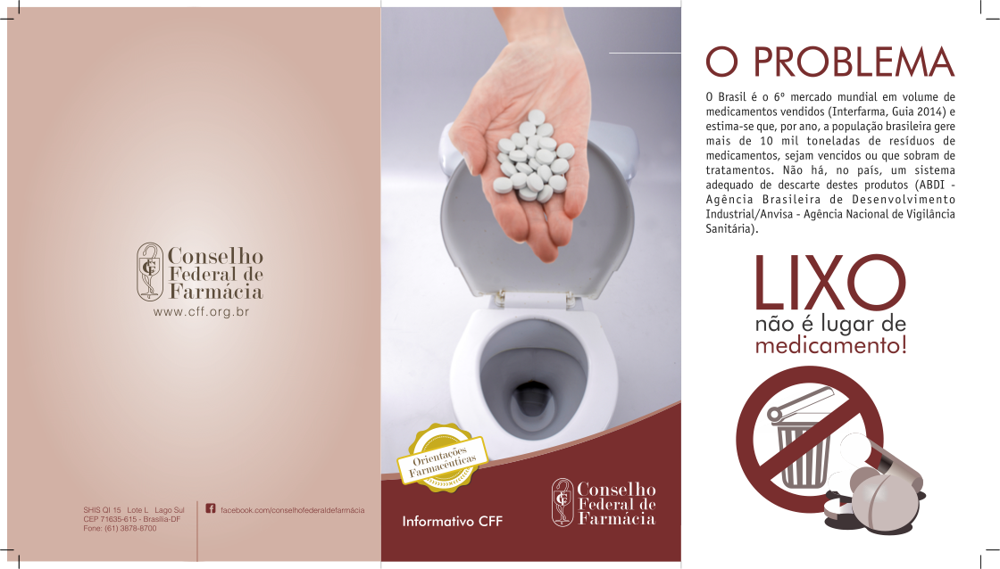 Conselho
Federal de
Farmácia
www.cff.org.br
SHIS QI 15 Lote L Lago Sul
CEP 71635-615 - Brasília-DF
Fone: (61) 3878-8700
facebook.com/conselhofederaldefarmácia
Orientações
Farmacêuticas
Informativo CFF
Conselho
Federal de
Farmácia
O PROBLEMA
O Brasil é o 6º mercado mundial em volume de
medicamentos vendidos (Interfarma, Guia 2014) e
estima-se que, por ano, a população brasileira gere
mais de 10 mil toneladas de resíduos de
medicamentos, sejam vencidos ou que sobram de
tratamentos. Não há, no país, um sistema
adequado de descarte destes produtos (ABDI -
Agência Brasileira de Desenvolvimento
Industrial/Anvisa - Agência Nacional de Vigilância
Sanitária).
LIXO
não é lugar de
medicamento!